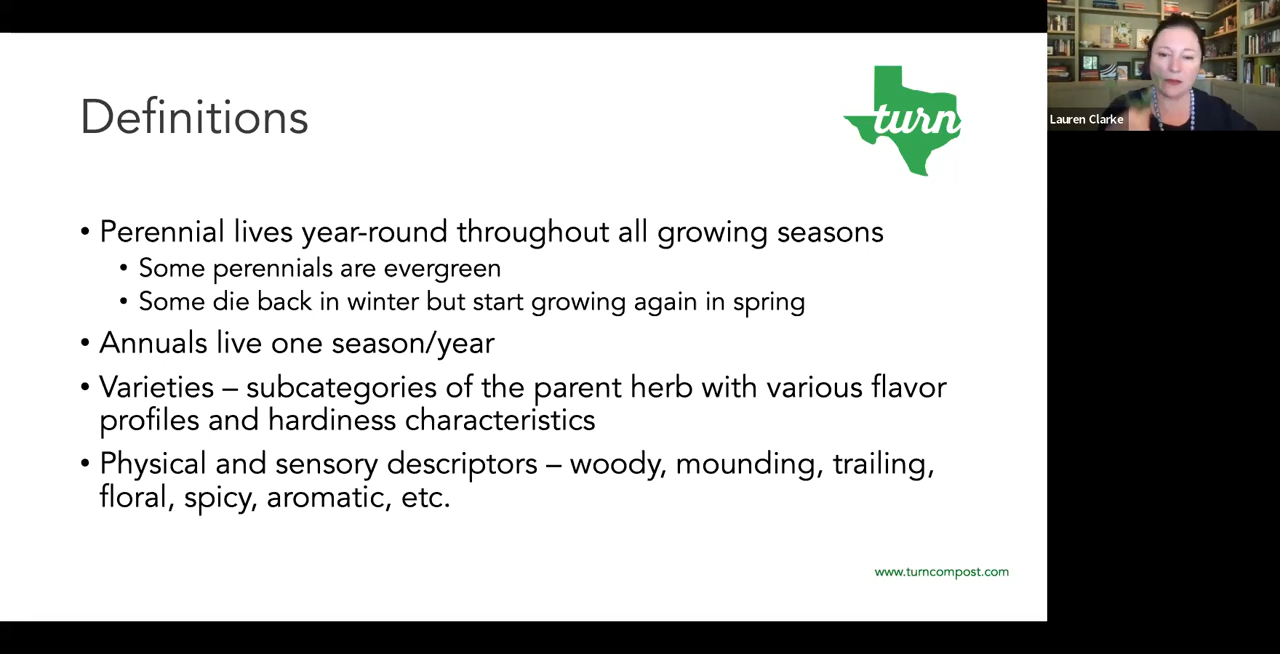 Definitions
turn
Lauren Clarke
• Perennial lives year-round throughout all growing seasons
• Some perennials are evergreen
• Some die back in winter but start growing again in spring
• Annuals live one season/year
• Varieties – subcategories of the parent herb with various flavor
profiles and hardiness characteristics
• Physical and sensory descriptors – woody, mounding, trailing,
floral, spicy, aromatic, etc.
www.turncompost.com